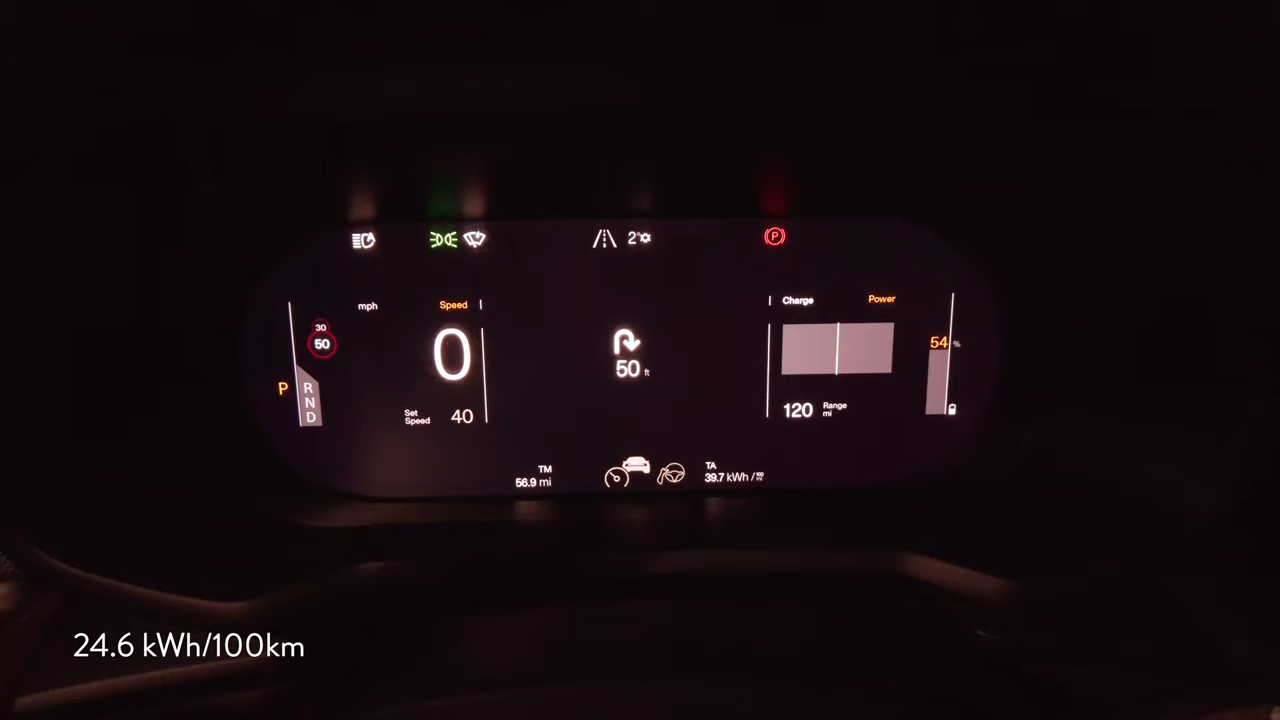 2°
P
mph
Speed
30
50
0
P
R
N
D
Set
Speed
40
50 ft
Charge
Power
54 %
120
Range
mi
TM
56.9 mi
TA
39.7 kWh / 100 mi
24.6 kWh/100km